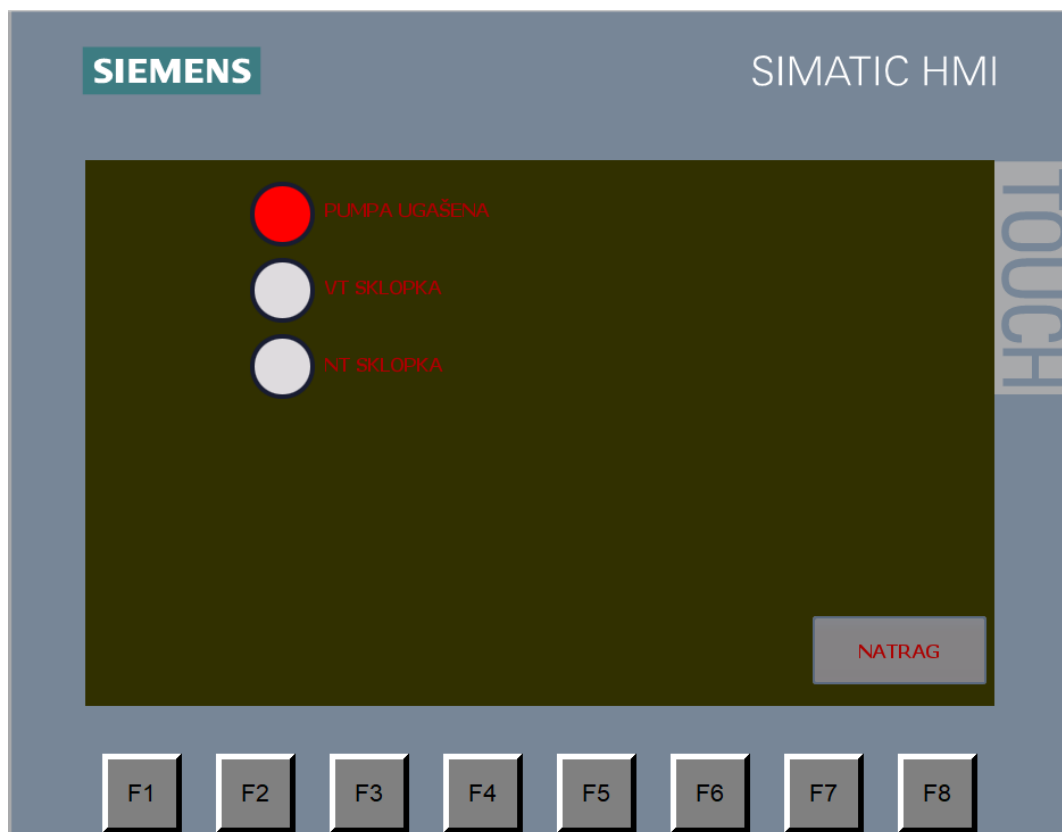 SIEMENS
SIMATIC HMI
TOUCH
PUMPA UGAŠENA
VT SKLOPKA
NT SKLOPKA
NATRAG
F1 F2 F3 F4 F5 F6 F7 F8